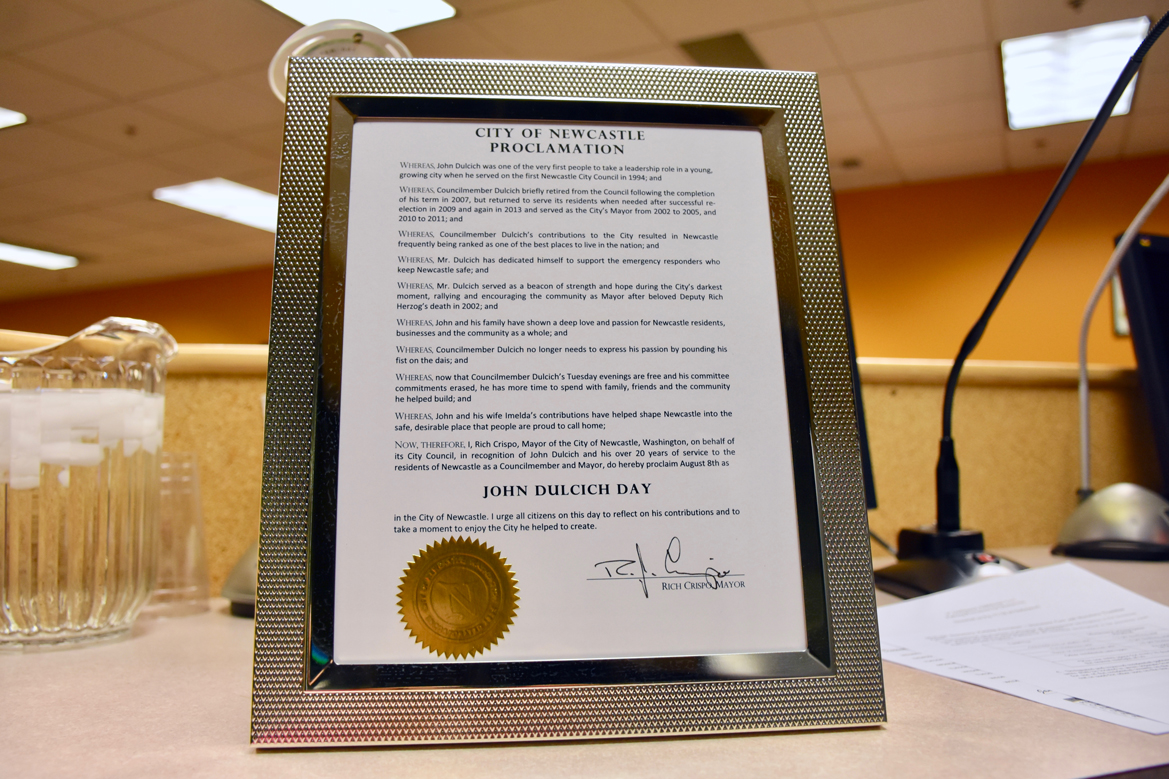 CITY OF NEWCASTLE
PROCLAMATION
WHEREAS, John Dulcich was one of the very first people to take a leadership role in a young,
growing city when he served on the first Newcastle City Council in 1994; and
WHEREAS, Councilmember Dulcich briefly retired from the Council following the completion
of his term in 2007, but returned to serve its residents when needed after successful re-
election in 2009 and again in 2013 and served as the City's Mayor from 2002 to 2005, and
2010 to 2011; and
WHEREAS, Councilmember Dulcich's contributions to the City resulted in Newcastle
frequently being ranked as one of the best places to live in the nation; and
WHEREAS, Mr. Dulcich has dedicated himself to support the emergency responders who
keep Newcastle safe; and
WHEREAS, Mr. Dulcich served as a beacon of strength and hope during the City's darkest
moment, rallying and encouraging the community as Mayor after beloved Deputy Rich
Herzog's death in 2002; and
WHEREAS, John and his family have shown a deep love and passion for Newcastle residents,
businesses and the community as a whole; and
WHEREAS, Councilmember Dulcich no longer needs to express his passion by pounding his
fist on the dais; and
WHEREAS, now that Councilmember Dulcich's Tuesday evenings are free and his committee
commitments erased, he has more time to spend with family, friends and the community
he helped build; and
WHEREAS, John and his wife Imelda's contributions have helped shape Newcastle into the
safe, desirable place that people are proud to call home;
NOW, THEREFORE, I, Rich Crispo, Mayor of the City of Newcastle, Washington, on behalf of
its City Council, in recognition of John Dulcich and his over 20 years of service to the
residents of Newcastle as a Councilmember and Mayor, do hereby proclaim August 8th as
JOHN DULCICH DAY
in the City of Newcastle. I urge all citizens on this day to reflect on his contributions and to
take a moment to enjoy the City he helped to create.
RICH CRISPO, MAYOR